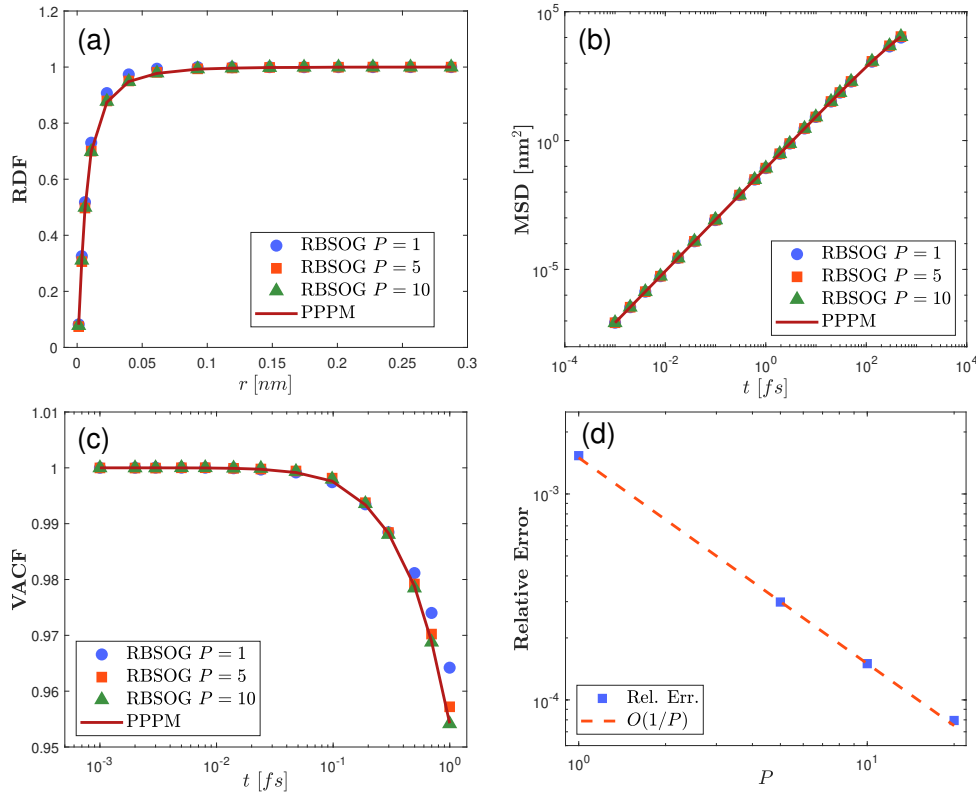 (a)
1.2
1
0.8
0.6
0.4
0.2
0
RDF
0
0.05
0.1
0.15
0.2
0.25
0.3
r [nm]
RBSOG P = 1
RBSOG P = 5
RBSOG P = 10
PPPM
(b)
10^5
10^0
10^-5
MSD [nm^2]
10^-4
10^-2
10^0
10^2
10^4
t [fs]
RBSOG P = 1
RBSOG P = 5
RBSOG P = 10
PPPM
(c)
1.01
1
0.99
0.98
0.97
0.96
0.95
VACF
10^-3
10^-2
10^-1
10^0
t [fs]
RBSOG P = 1
RBSOG P = 5
RBSOG P = 10
PPPM
(d)
10^-3
10^-4
Relative Error
10^0
10^1
P
Rel. Err.
O(1/P)